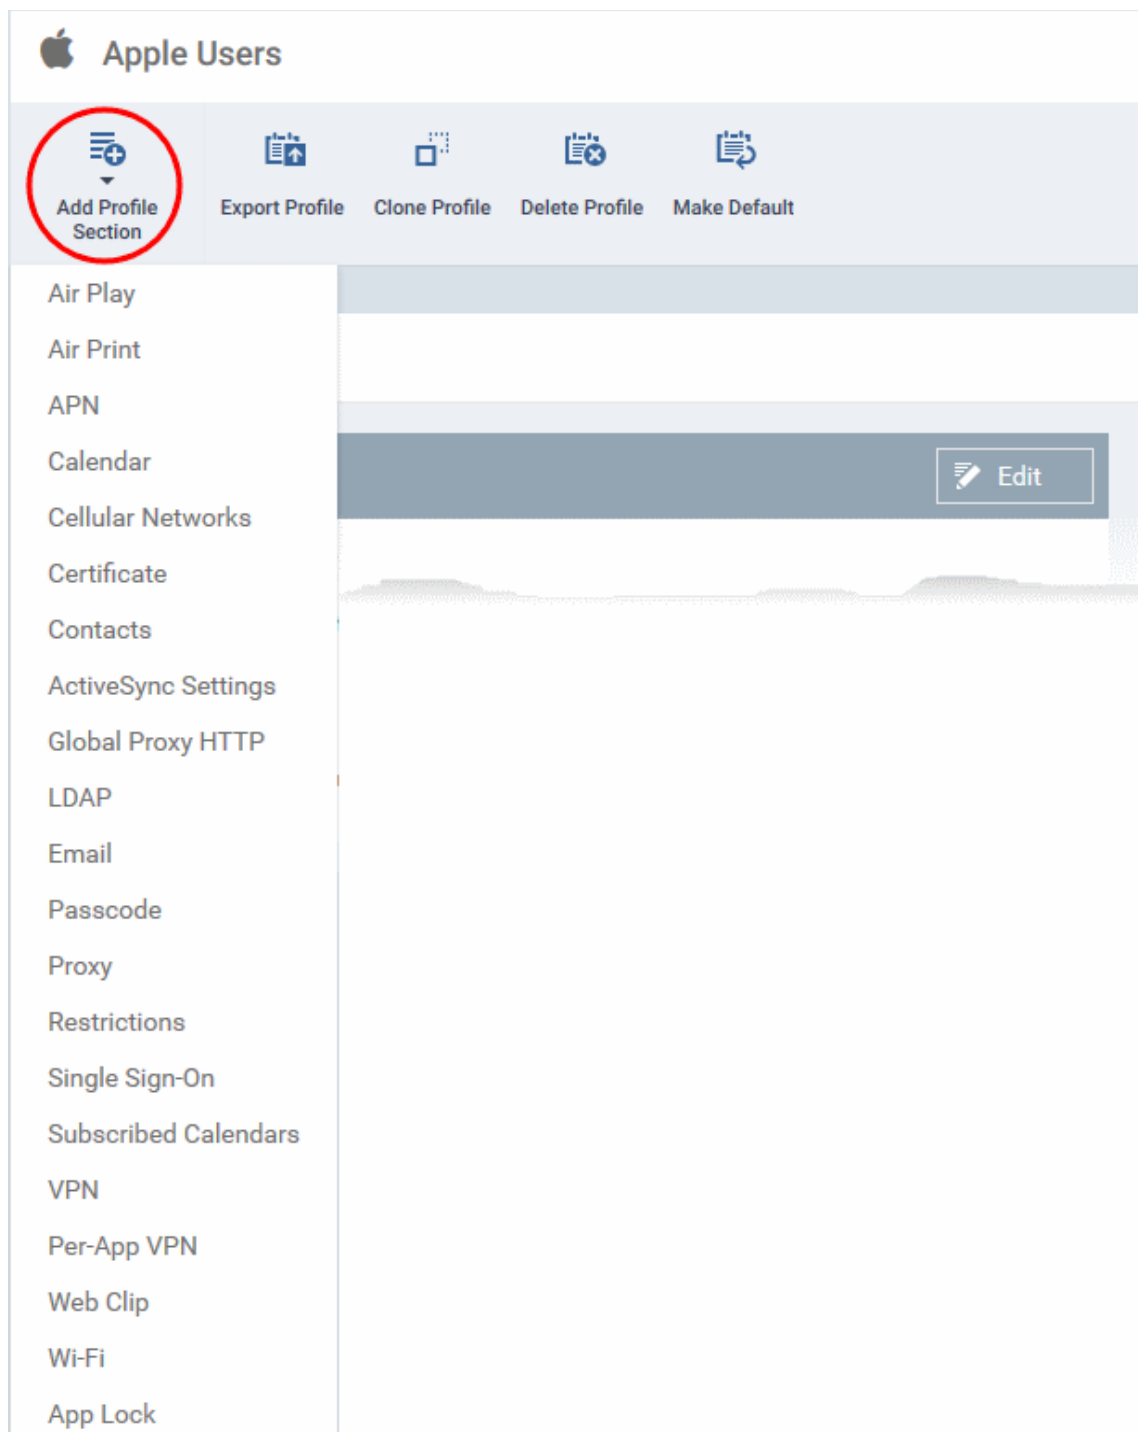 Apple Users
Add Profile
Section
Export Profile
Clone Profile
Delete Profile
Make Default
Air Play
Air Print
APN
Calendar
Edit
Cellular Networks
Certificate
Contacts
ActiveSync Settings
Global Proxy HTTP
LDAP
Email
Passcode
Proxy
Restrictions
Single Sign-On
Subscribed Calendars
VPN
Per-App VPN
Web Clip
Wi-Fi
App Lock